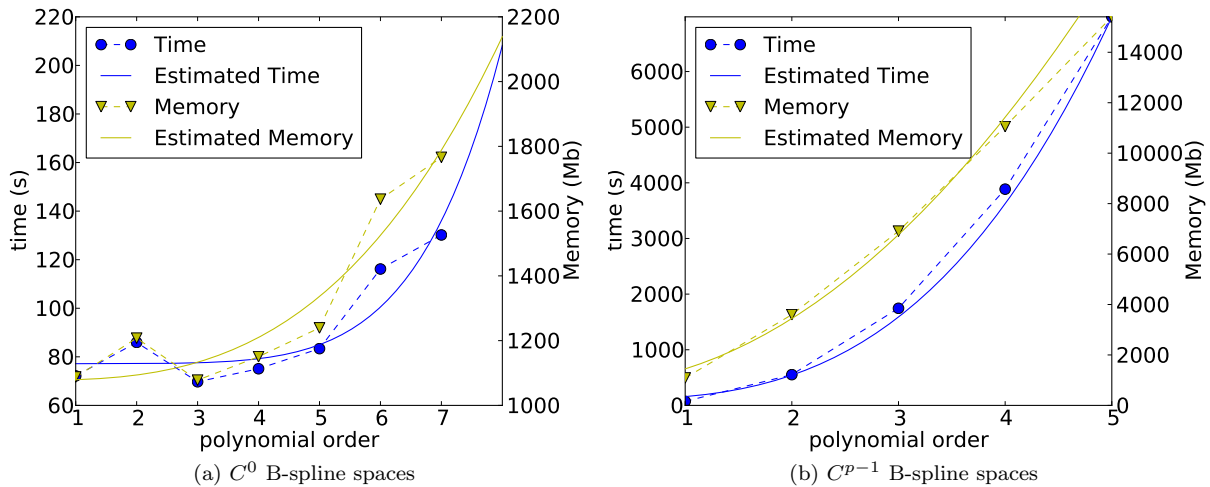 220
200
180
160
140
120
100
80
60
time (s)
Time
Estimated Time
Memory
Estimated Memory
2200
2000
1800
1600
1400
1200
1000
Memory (Mb)
1 2 3 4 5 6 7
polynomial order
(a) C⁰ B-spline spaces
6000
5000
4000
3000
2000
1000
0
time (s)
Time
Estimated Time
Memory
Estimated Memory
14000
12000
10000
8000
6000
4000
2000
0
Memory (Mb)
1 2 3 4 5
polynomial order
(b) Cᵖ⁻¹ B-spline spaces